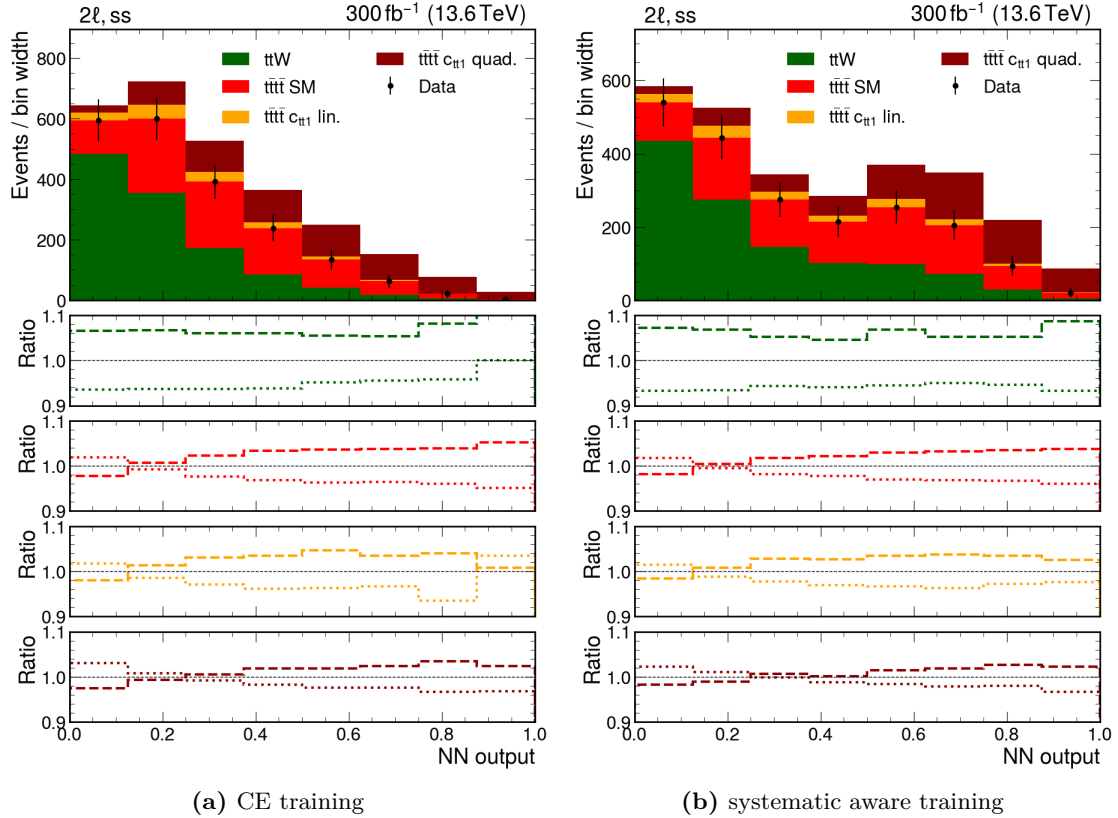 2ℓ, ss 300 fb⁻¹ (13.6 TeV)
Events / bin width
800
600
400
200
0
ttW
tt̄tt̄ SM
tt̄tt̄ c_tt1 lin.
tt̄tt̄ c_tt1 quad.
Data
Ratio
1.1
1.0
0.9
Ratio
1.1
1.0
0.9
Ratio
1.1
1.0
0.9
Ratio
1.1
1.0
0.9
0.0 0.2 0.4 0.6 0.8 1.0
NN output
(a) CE training
2ℓ, ss 300 fb⁻¹ (13.6 TeV)
Events / bin width
600
400
200
0
ttW
tt̄tt̄ SM
tt̄tt̄ c_tt1 lin.
tt̄tt̄ c_tt1 quad.
Data
Ratio
1.1
1.0
0.9
Ratio
1.1
1.0
0.9
Ratio
1.1
1.0
0.9
Ratio
1.1
1.0
0.9
0.0 0.2 0.4 0.6 0.8 1.0
NN output
(b) systematic aware training